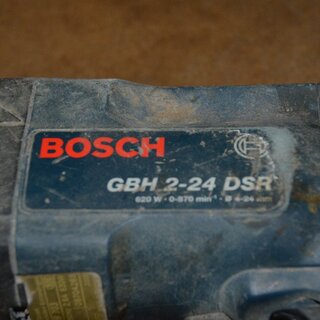 BOSCH
GBH 2-24 DSR
620 W · 0-870 min⁻¹ · Ø 4-24 mm